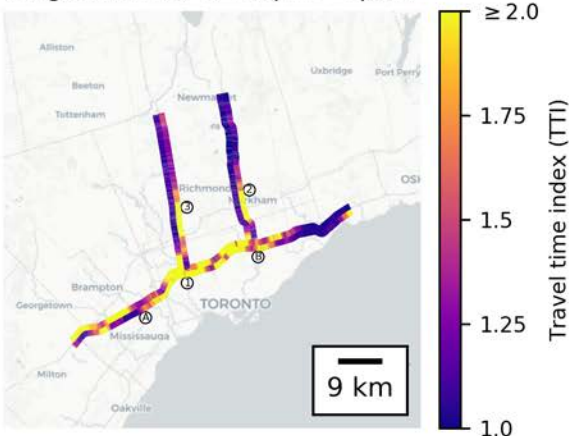 ≥ 2.0
Alliston
Uxbridge
Port Perry
Beeton
Tottenham
Newmarket
1.75
Richmond
②
Markham
③
OSH
1.5
Ⓑ
Brampton
①
Georgetown
TORONTO
Ⓐ
Mississauga
1.25
Milton
9 km
Oakville
1.0
Travel time index (TTI)